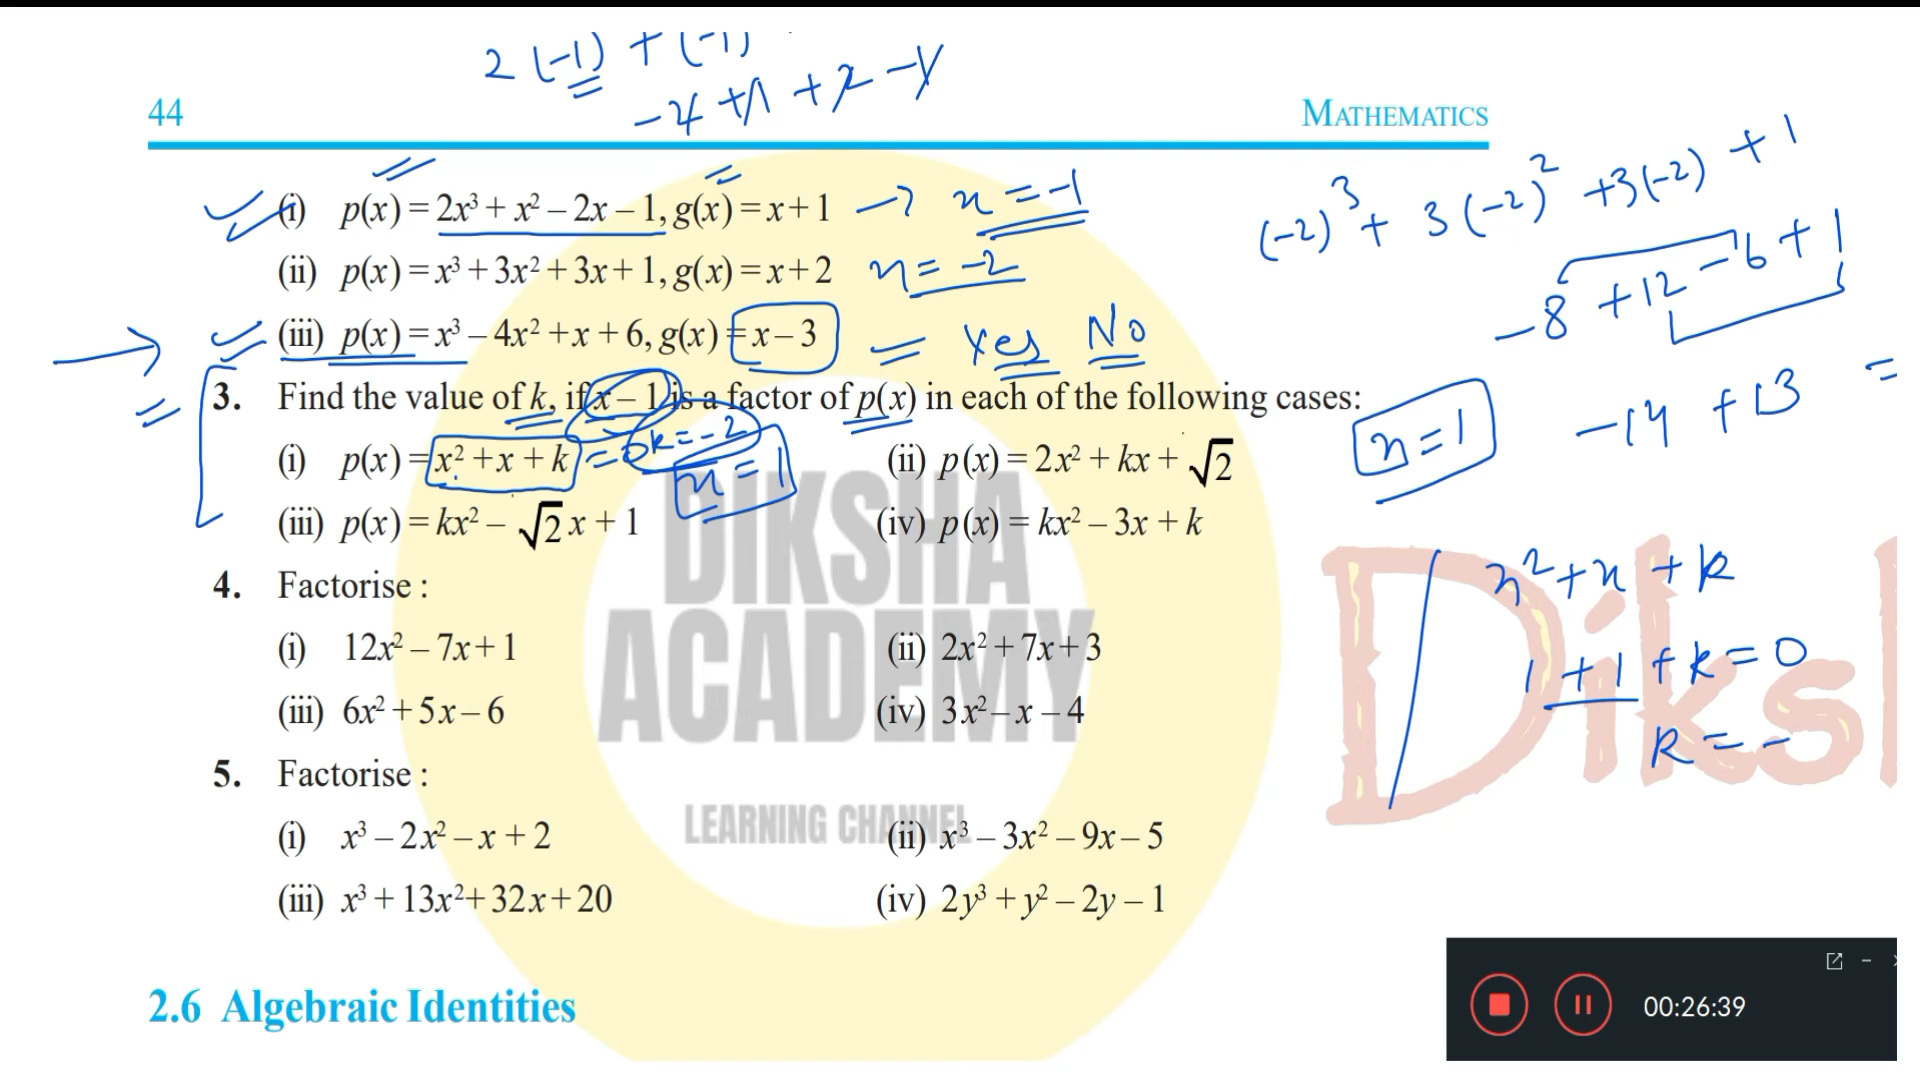 2 (-1) + (-1)
-2 +1 +2 -1
44 MATHEMATICS
(i) p(x) = 2x³ + x² – 2x – 1, g(x) = x + 1 → x = -1
(-2)³ + 3(-2)² + 3(-2) + 1
(ii) p(x) = x³ + 3x² + 3x + 1, g(x) = x + 2 x = -2
-8 + 12 - 6 + 1
(iii) p(x) = x³ – 4x² + x + 6, g(x) = x – 3 = Yes No
-14 + 13 =
3. Find the value of k, if x – 1 is a factor of p(x) in each of the following cases:
x = 1
(i) p(x) = x² + x + k = 0 k = -2 x = 1 (ii) p(x) = 2x² + kx + √2
(iii) p(x) = kx² – √2 x + 1 (iv) p(x) = kx² – 3x + k
x² + x + k
1 + 1 + k = 0
k = -
4. Factorise :
(i) 12x² – 7x + 1 (ii) 2x² + 7x + 3
(iii) 6x² + 5x – 6 (iv) 3x² – x – 4
5. Factorise :
(i) x³ – 2x² – x + 2 (ii) x³ – 3x² – 9x – 5
(iii) x³ + 13x² + 32x + 20 (iv) 2y³ + y² – 2y – 1
2.6 Algebraic Identities
DIKSHA
ACADEMY
LEARNING CHANNEL
Diks
00:26:39